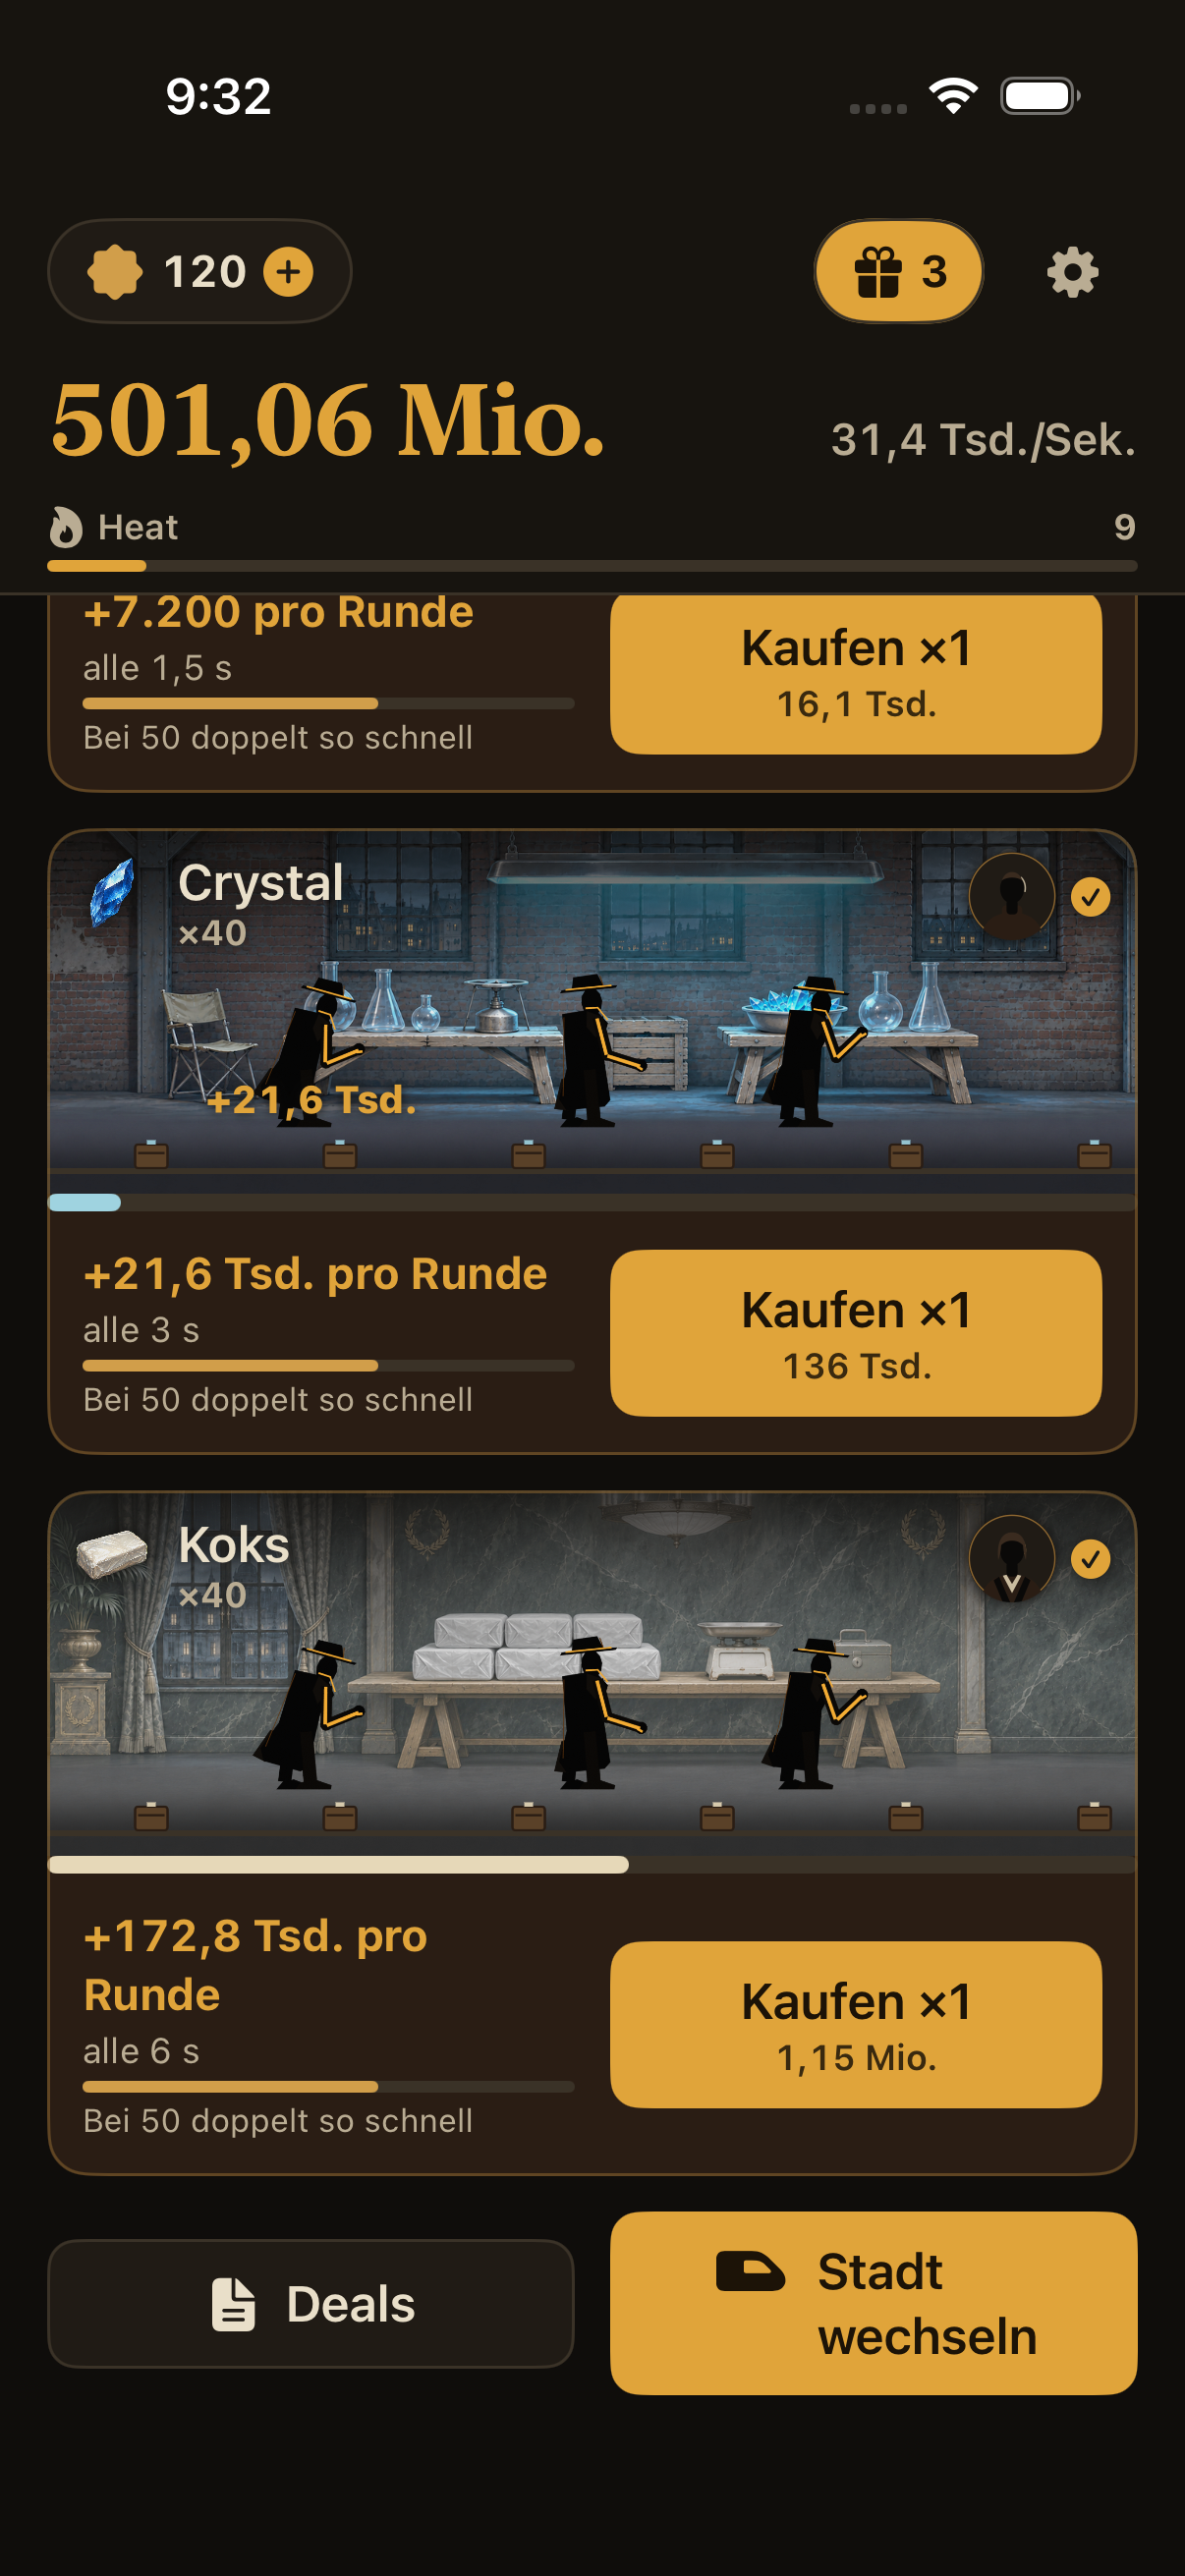 9:32
120
3
501,06 Mio.
31,4 Tsd./Sek.
Heat
9
+7.200 pro Runde
alle 1,5 s
Bei 50 doppelt so schnell
Kaufen ×1
16,1 Tsd.
Crystal
×40
+21,6 Tsd.
+21,6 Tsd. pro Runde
alle 3 s
Bei 50 doppelt so schnell
Kaufen ×1
136 Tsd.
Koks
×40
+172,8 Tsd. pro
Runde
alle 6 s
Bei 50 doppelt so schnell
Kaufen ×1
1,15 Mio.
Deals
Stadt
wechseln